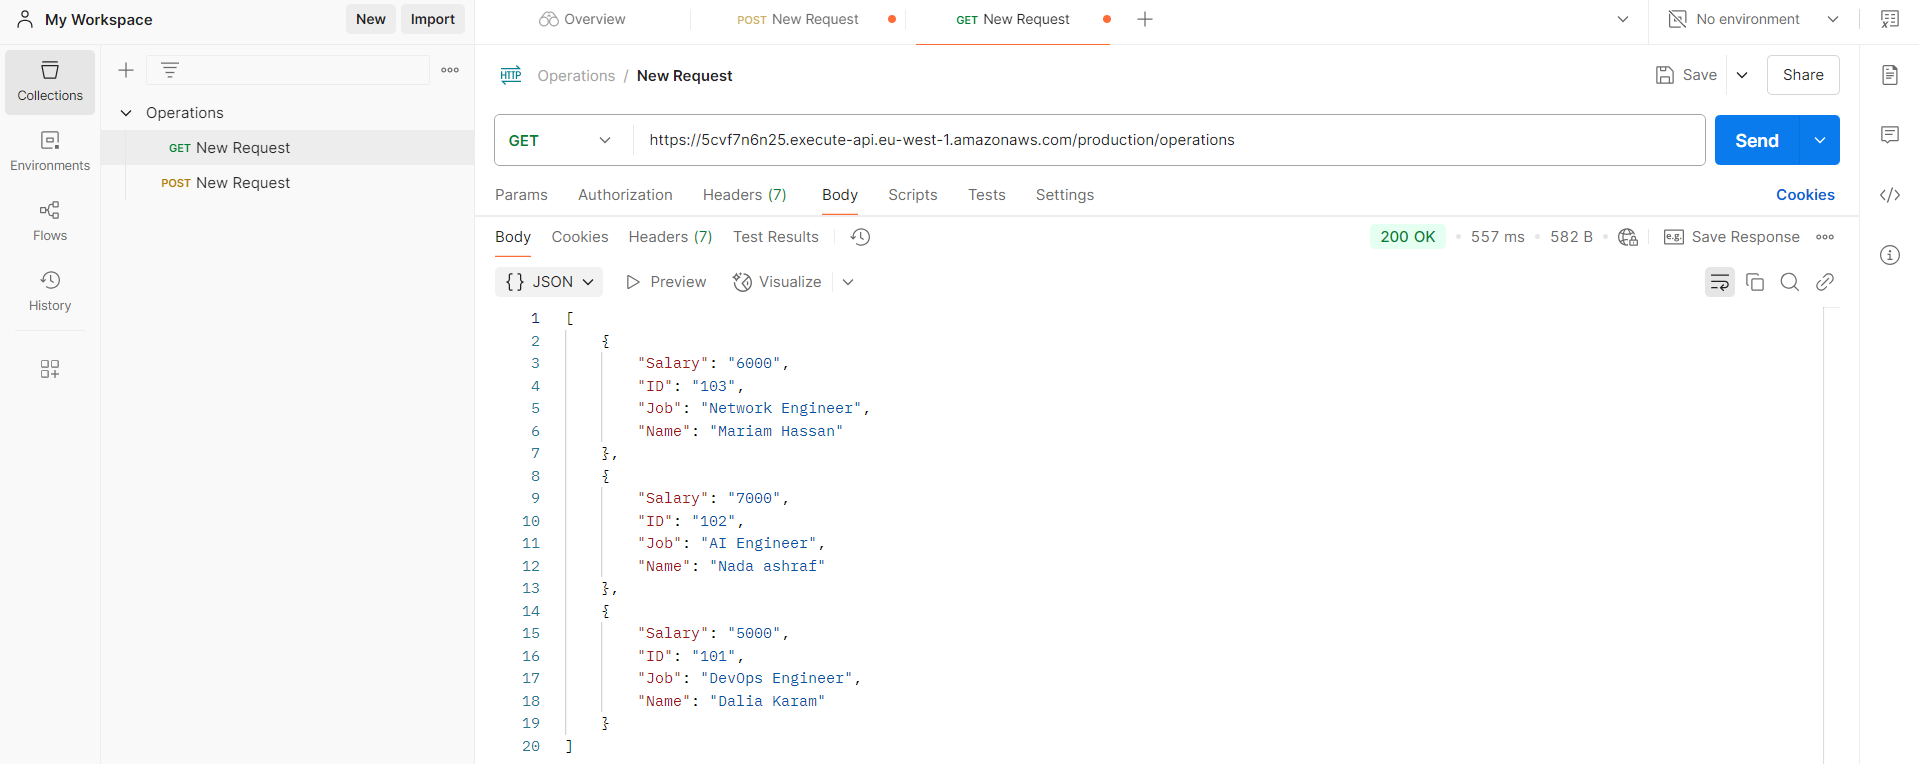 My Workspace
New
Import
Overview
POST New Request
GET New Request
No environment
Collections
Environments
Flows
History
Operations
GET New Request
POST New Request
HTTP Operations / New Request
Save
Share
GET https://5cvf7n6n25.execute-api.eu-west-1.amazonaws.com/production/operations
Send
Params Authorization Headers (7) Body Scripts Tests Settings
Cookies
Body Cookies Headers (7) Test Results
200 OK 557 ms 582 B e.g. Save Response
{} JSON Preview Visualize
1 [
2 {
3 "Salary": "6000",
4 "ID": "103",
5 "Job": "Network Engineer",
6 "Name": "Mariam Hassan"
7 },
8 {
9 "Salary": "7000",
10 "ID": "102",
11 "Job": "AI Engineer",
12 "Name": "Nada ashraf"
13 },
14 {
15 "Salary": "5000",
16 "ID": "101",
17 "Job": "DevOps Engineer",
18 "Name": "Dalia Karam"
19 }
20 ]